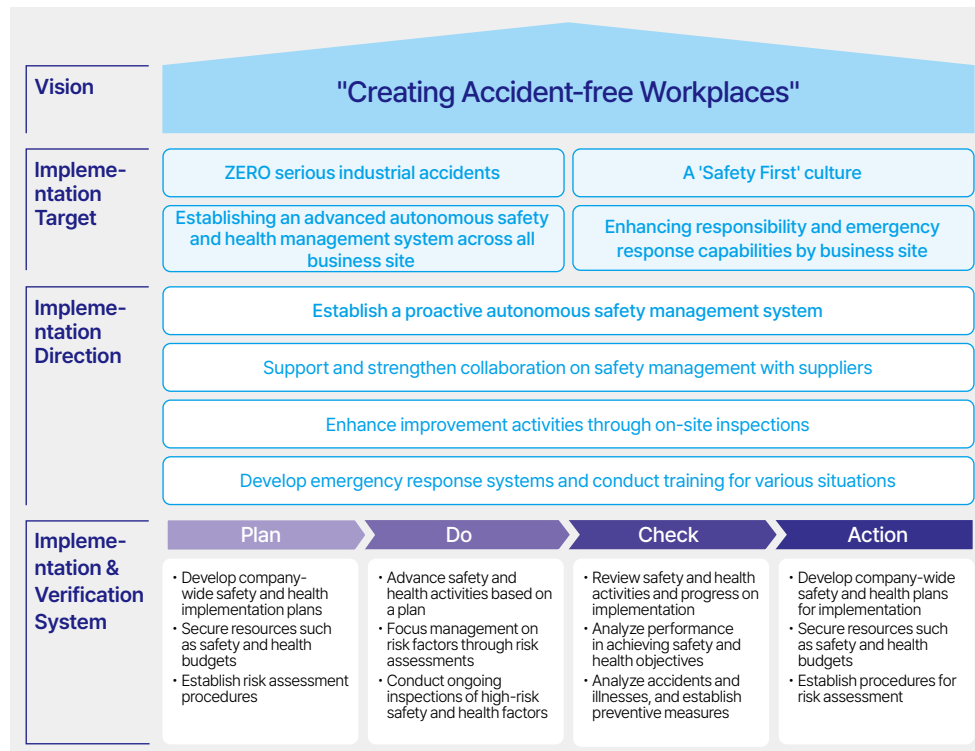 Vision
"Creating Accident-free Workplaces"
Impleme-
ntation
Target
ZERO serious industrial accidents
A 'Safety First' culture
Establishing an advanced autonomous safety
and health management system across all
business site
Enhancing responsibility and emergency
response capabilities by business site
Impleme-
ntation
Direction
Establish a proactive autonomous safety management system
Support and strengthen collaboration on safety management with suppliers
Enhance improvement activities through on-site inspections
Develop emergency response systems and conduct training for various situations
Impleme-
ntation &
Verification
System
Plan
· Develop company-
wide safety and health
implementation plans
· Secure resources such
as safety and health
budgets
· Establish risk assessment
procedures
Do
· Advance safety and
health activities based on
a plan
· Focus management on
risk factors through risk
assessments
· Conduct ongoing
inspections of high-risk
safety and health factors
Check
· Review safety and health
activities and progress on
implementation
· Analyze performance
in achieving safety and
health objectives
· Analyze accidents and
illnesses, and establish
preventive measures
Action
· Develop company-wide
safety and health plans
for implementation
· Secure resources such
as safety and health
budgets
· Establish procedures for
risk assessment